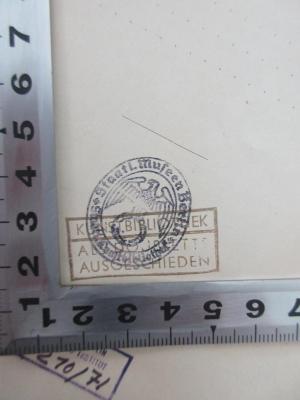 7
6
5
4
3
2
1
Staatl. Museen Berlin
KUNSTBIBLIOTHEK
AUSGESCHIEDEN
1 2 3 4 5 6 7
Institut
270/71